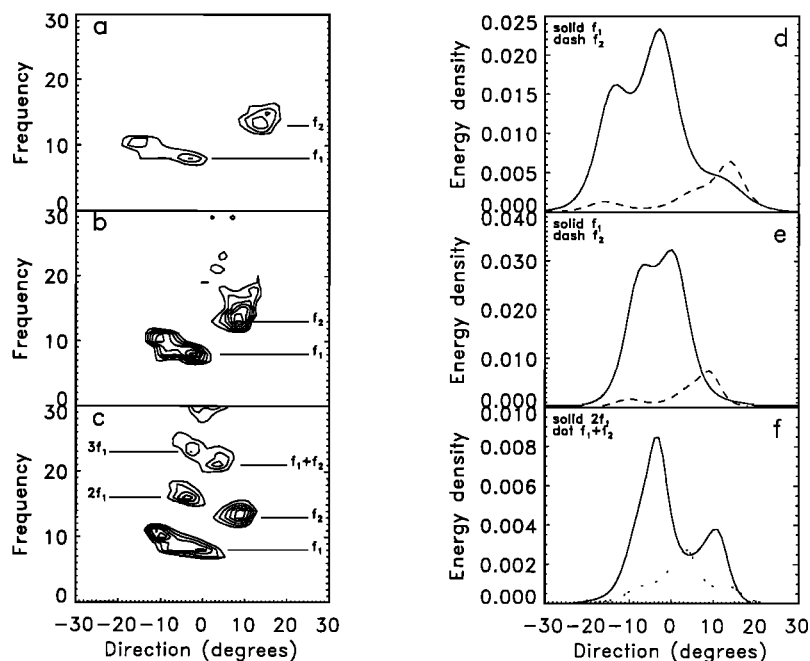 a
30
20
10
0
Frequency
f₂
f₁
b
30
20
10
0
Frequency
f₂
f₁
c
30
20
10
0
Frequency
3f₁
f₁+f₂
2f₁
f₂
f₁
-30 -20 -10 0 10 20 30
Direction (degrees)
solid f₁
dash f₂
d
0.025
0.020
0.015
0.010
0.005
0.000
Energy density
solid f₁
dash f₂
e
0.040
0.030
0.020
0.010
0.000
Energy density
solid 2f₁
dot f₁+f₂
f
0.010
0.008
0.006
0.004
0.002
0.000
Energy density
-30 -20 -10 0 10 20 30
Direction (degrees)